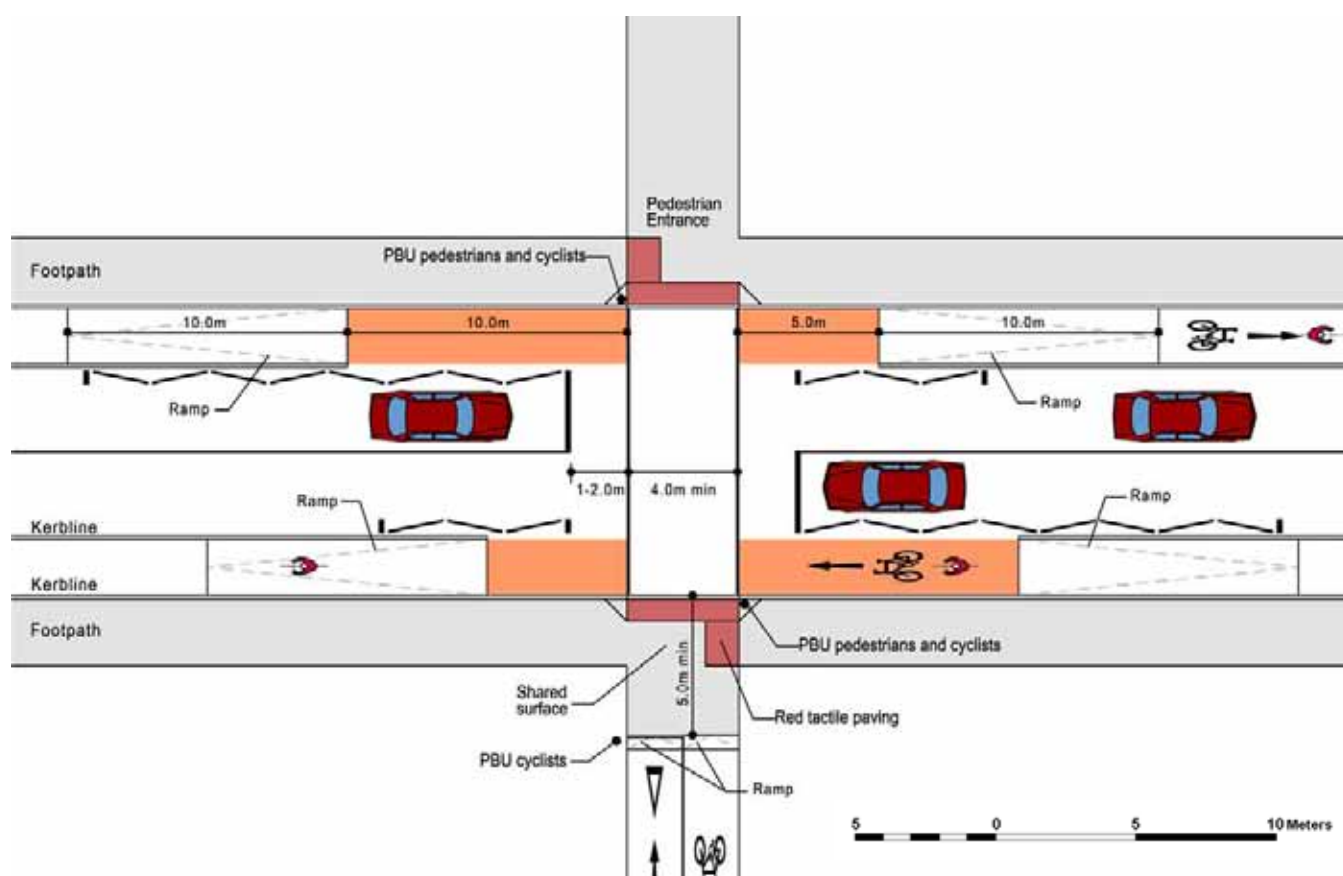 Pedestrian
Entrance
PBU pedestrians and cyclists
Footpath
10.0m
10.0m
5.0m
10.0m
Ramp
Ramp
1-2.0m
4.0m min
Ramp
Ramp
Kerbline
Kerbline
Footpath
PBU pedestrians and cyclists
5.0m min
Shared
surface
Red tactile paving
PBU cyclists
Ramp
5 0 5 10 Meters